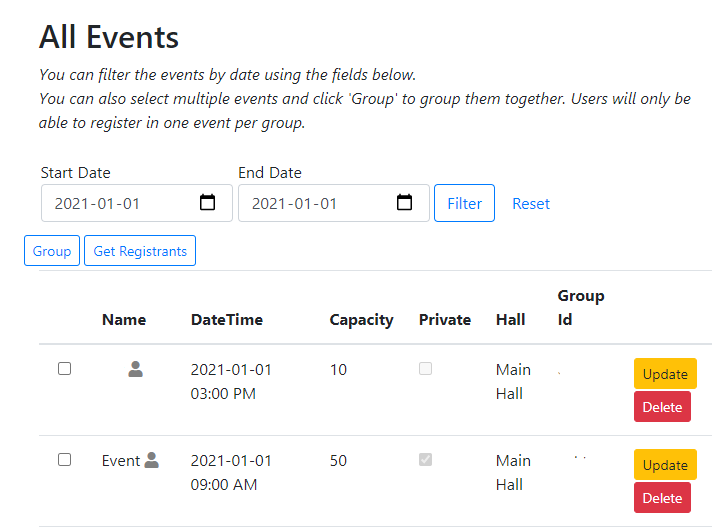 All Events
You can filter the events by date using the fields below.
You can also select multiple events and click 'Group' to group them together. Users will only be
able to register in one event per group.
Start Date End Date
2021-01-01 2021-01-01 Filter Reset
Group Get Registrants
Name DateTime Capacity Private Hall Group
Id
2021-01-01 10 Main Update
03:00 PM Hall Delete
Event 2021-01-01 50 Main Update
09:00 AM Hall Delete